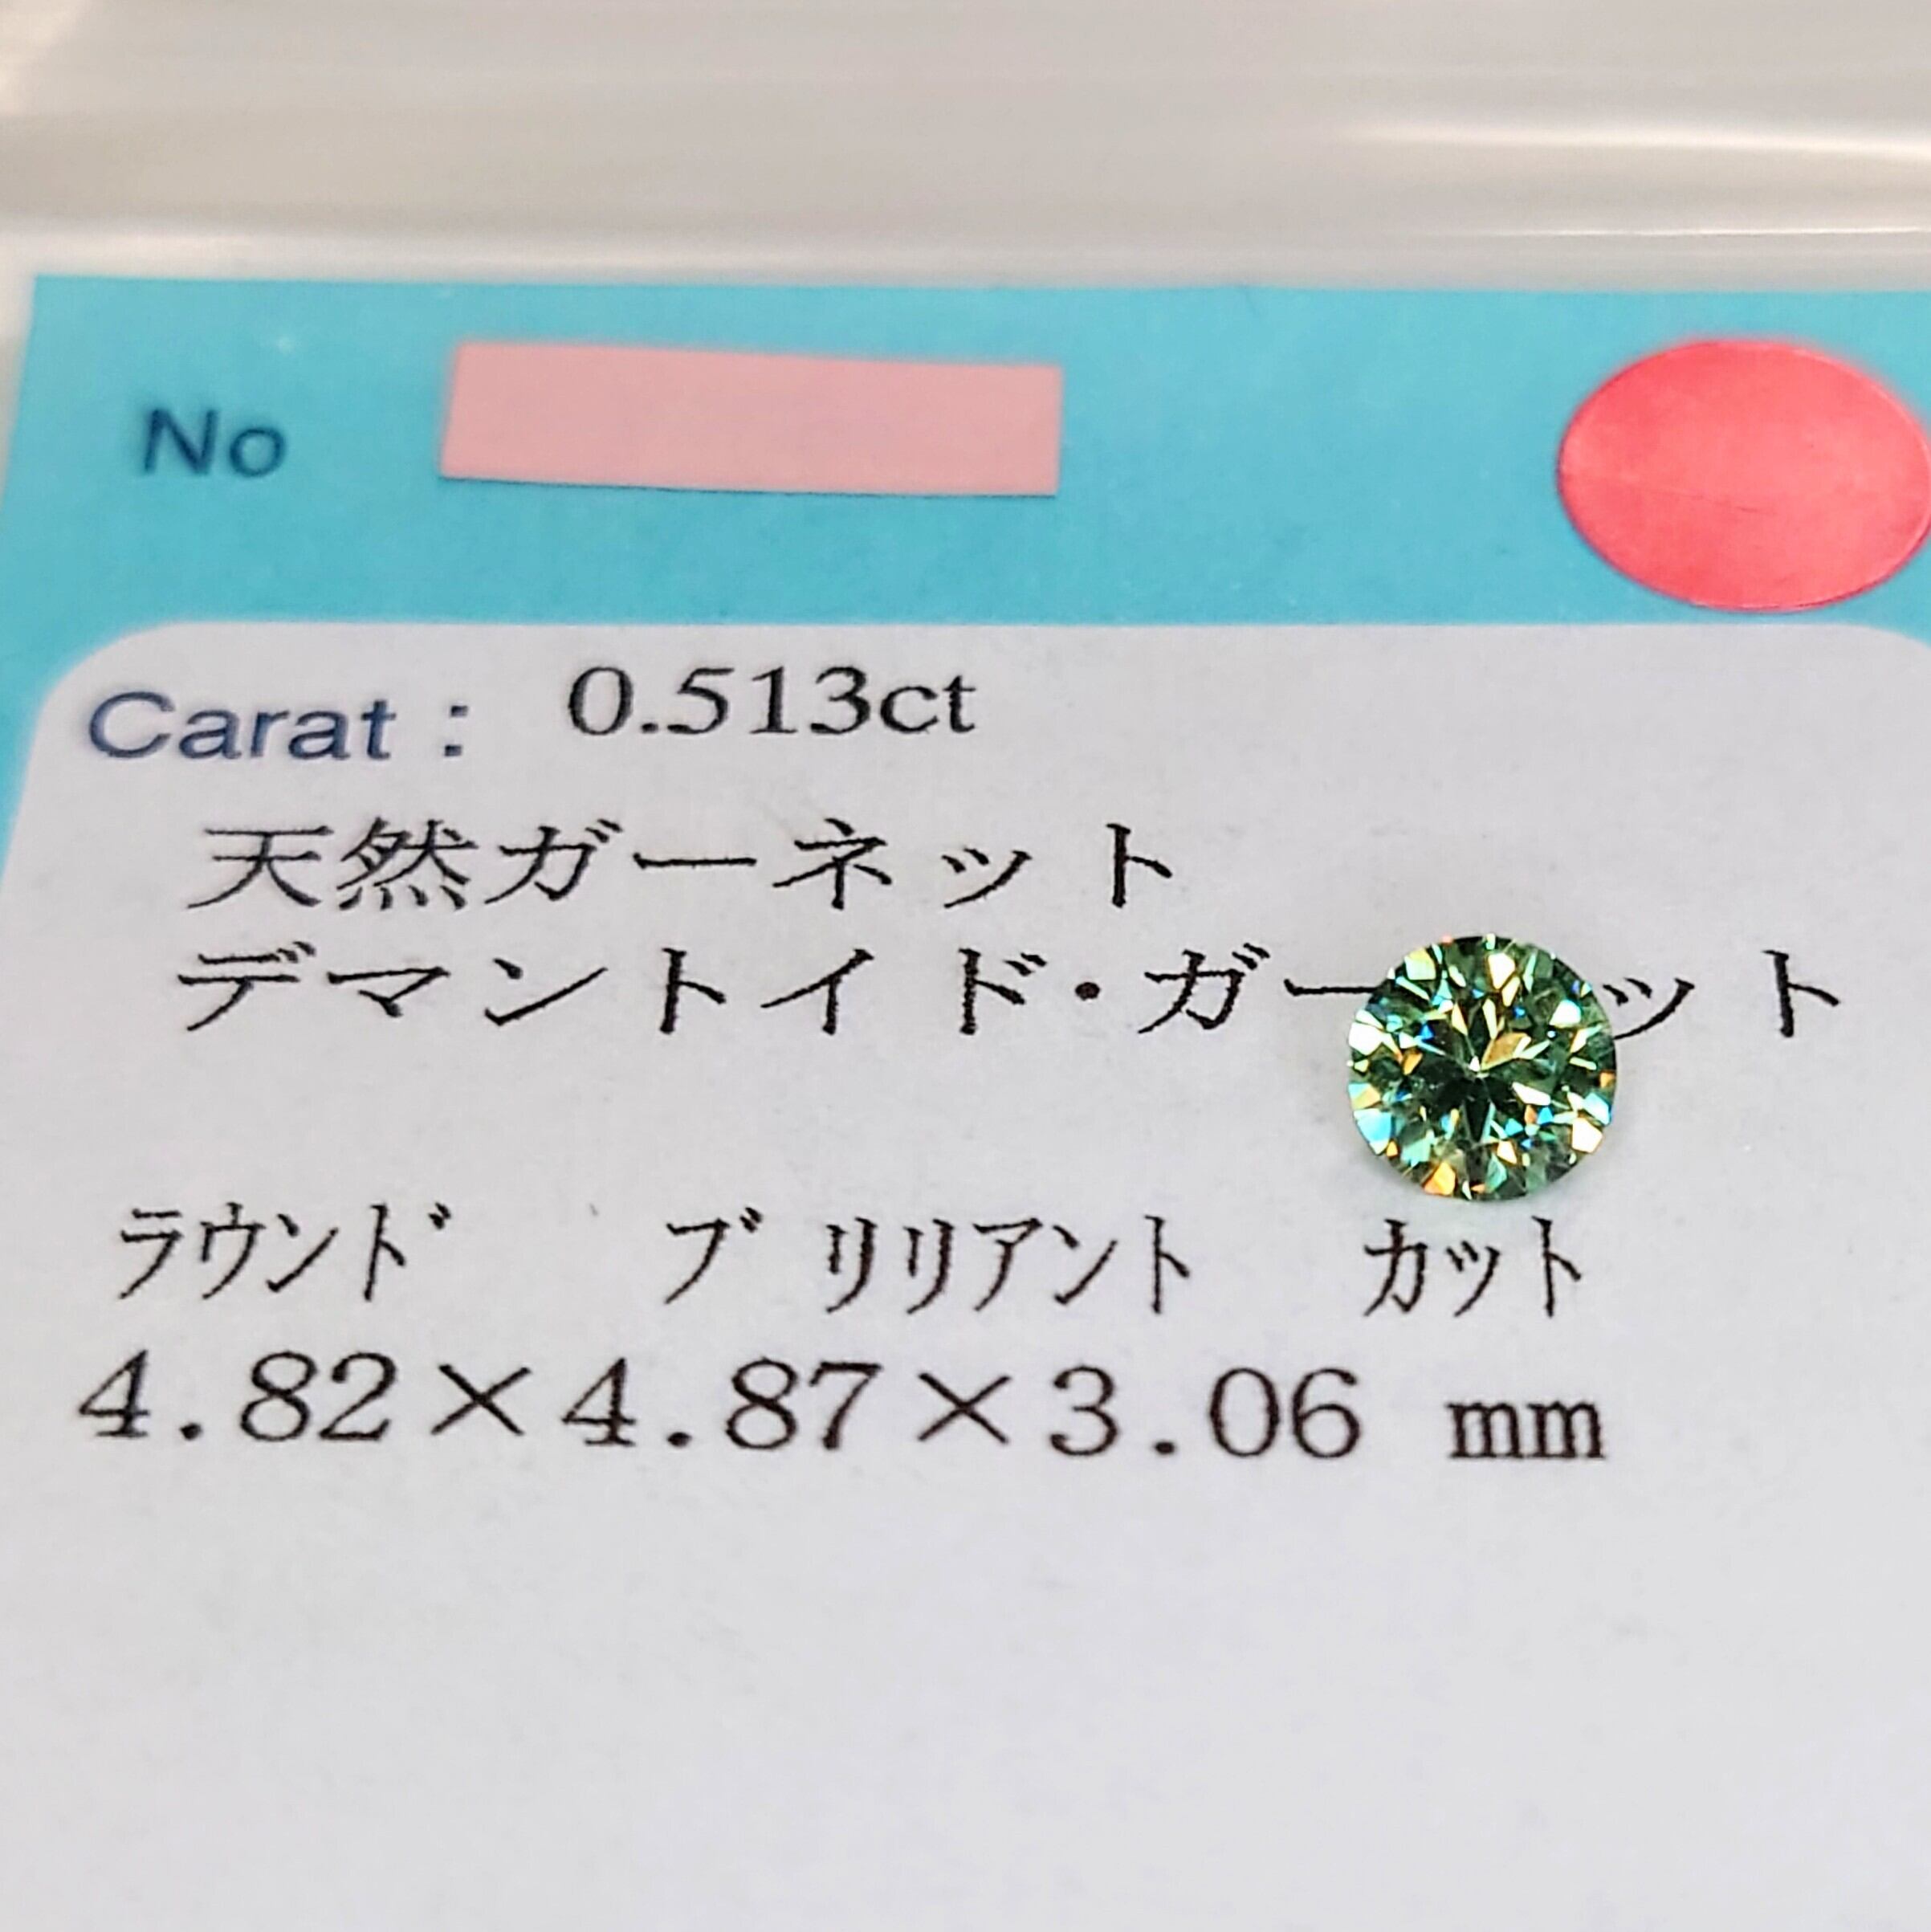 No
Carat : 0.513ct
天然ガーネット
デマントイド・ガー ット
ラウンド ブリリアント カット
4.82×4.87×3.06 mm